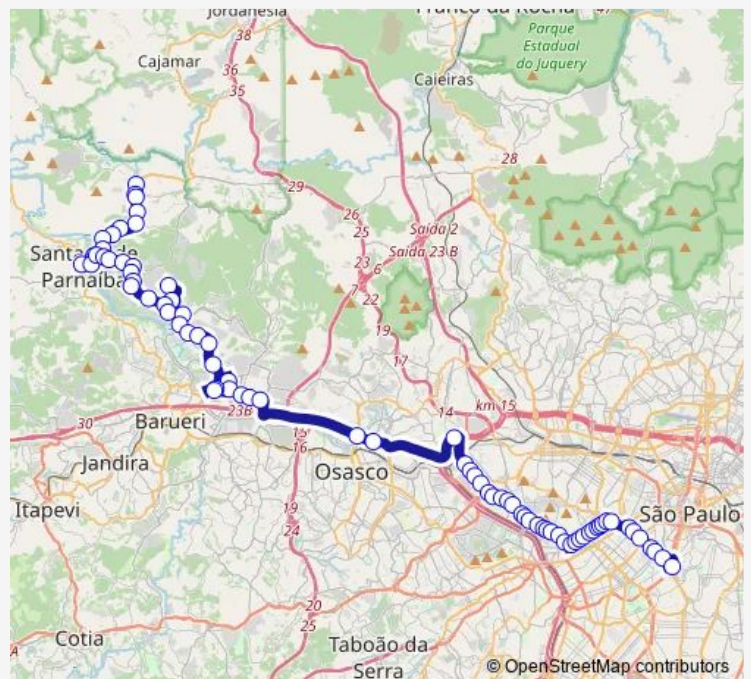 Jordanésia
Franco da Rocha
47
Parque
Estadual
do Juquery
38
Cajamar
36
35
Caieiras
28
29
26
25
Saída 2
Saída 23 B
23
6
7
22
19
17
Santana de
Parnaíba
14
km 15
30
23B
Barueri
15
16
Jandira
Osasco
Itapevi
19
24
São Paulo
20
25
Cotia
Taboão da
Serra
A
© OpenStreetMap contributors